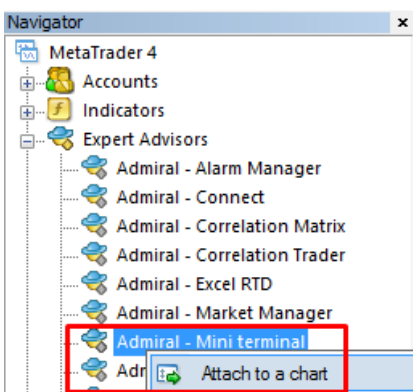 Navigator
MetaTrader 4
Accounts
Indicators
Expert Advisors
Admiral - Alarm Manager
Admiral - Connect
Admiral - Correlation Matrix
Admiral - Correlation Trader
Admiral - Excel RTD
Admiral - Market Manager
Admiral - Mini terminal
Adr
Attach to a chart